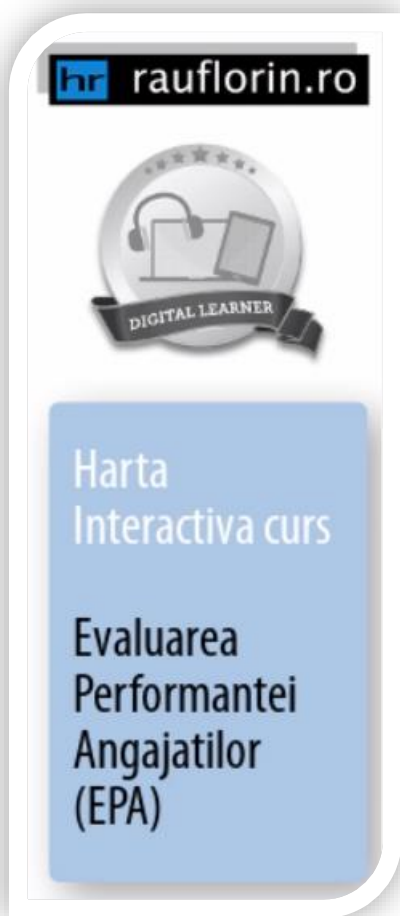 hr rauflorin.ro
DIGITAL LEARNER
Harta
Interactiva curs
Evaluarea
Performantei
Angajatilor
(EPA)